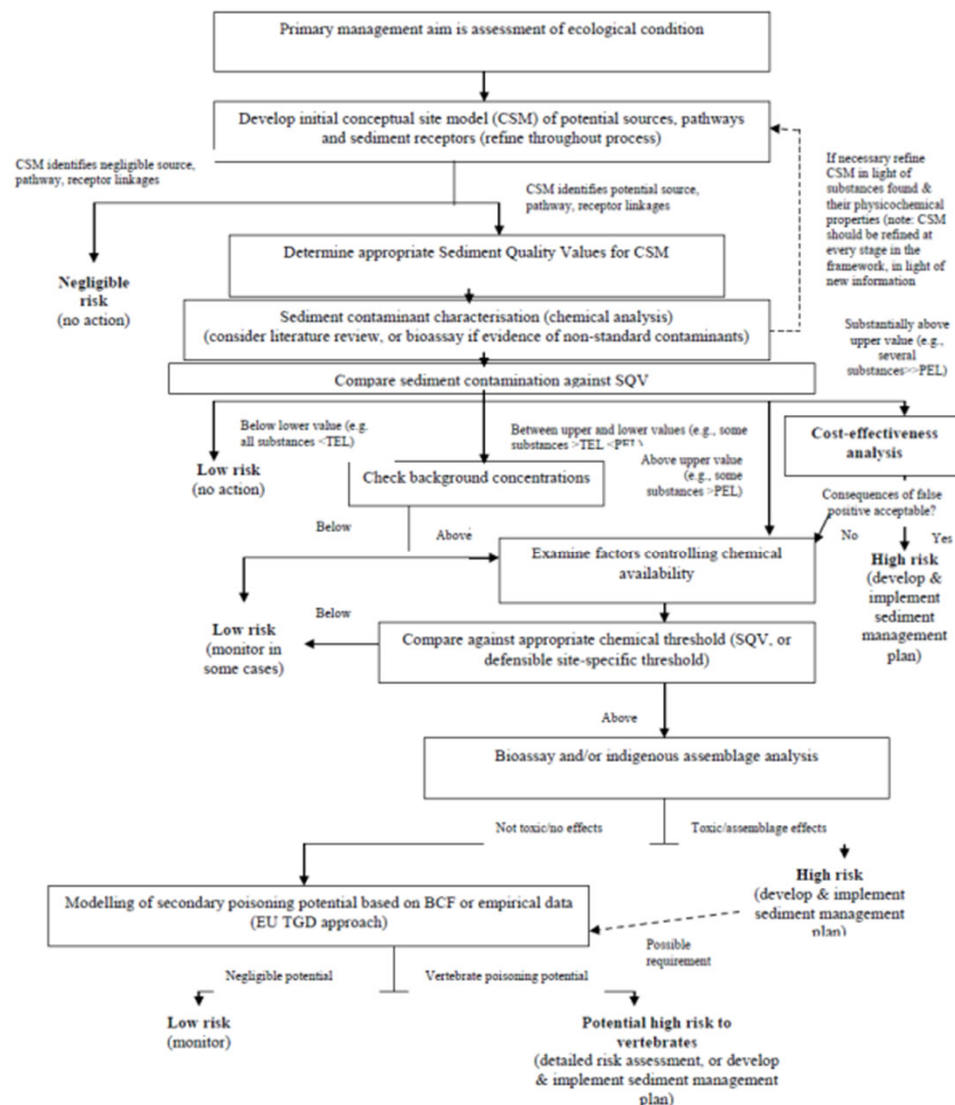 Primary management aim is assessment of ecological condition
Develop initial conceptual site model (CSM) of potential sources, pathways
and sediment receptors (refine throughout process)
CSM identifies negligible source,
pathway, receptor linkages
CSM identifies potential source,
pathway, receptor linkages
If necessary refine
CSM in light of
substances found &
their physicochemical
properties (note: CSM
should be refined at
every stage in the
framework, in light of
new information
Negligible
risk
(no action)
Determine appropriate Sediment Quality Values for CSM
Sediment contaminant characterisation (chemical analysis)
(consider literature review, or bioassay if evidence of non-standard contaminants)
Compare sediment contamination against SQV
Substantially above
upper value (e.g.,
several
substances>>PEL)
Below lower value (e.g.
all substances <TEL)
Between upper and lower values (e.g., some
substances >TEL <PEL)
Above upper value
(e.g., some
substances >PEL)
Cost-effectiveness
analysis
Low risk
(no action)
Check background concentrations
Consequences of false
positive acceptable?
Below
Above
No
Yes
Examine factors controlling chemical
availability
High risk
(develop &
implement
sediment
management
plan)
Below
Low risk
(monitor in
some cases)
Compare against appropriate chemical threshold (SQV, or
defensible site-specific threshold)
Above
Bioassay and/or indigenous assemblage analysis
Not toxic/no effects
Toxic/assemblage effects
High risk
(develop & implement
sediment management
plan)
Modelling of secondary poisoning potential based on BCF or empirical data
(EU TGD approach)
Possible
requirement
Negligible potential
Vertebrate poisoning potential
Low risk
(monitor)
Potential high risk to
vertebrates
(detailed risk assessment, or develop
& implement sediment management
plan)